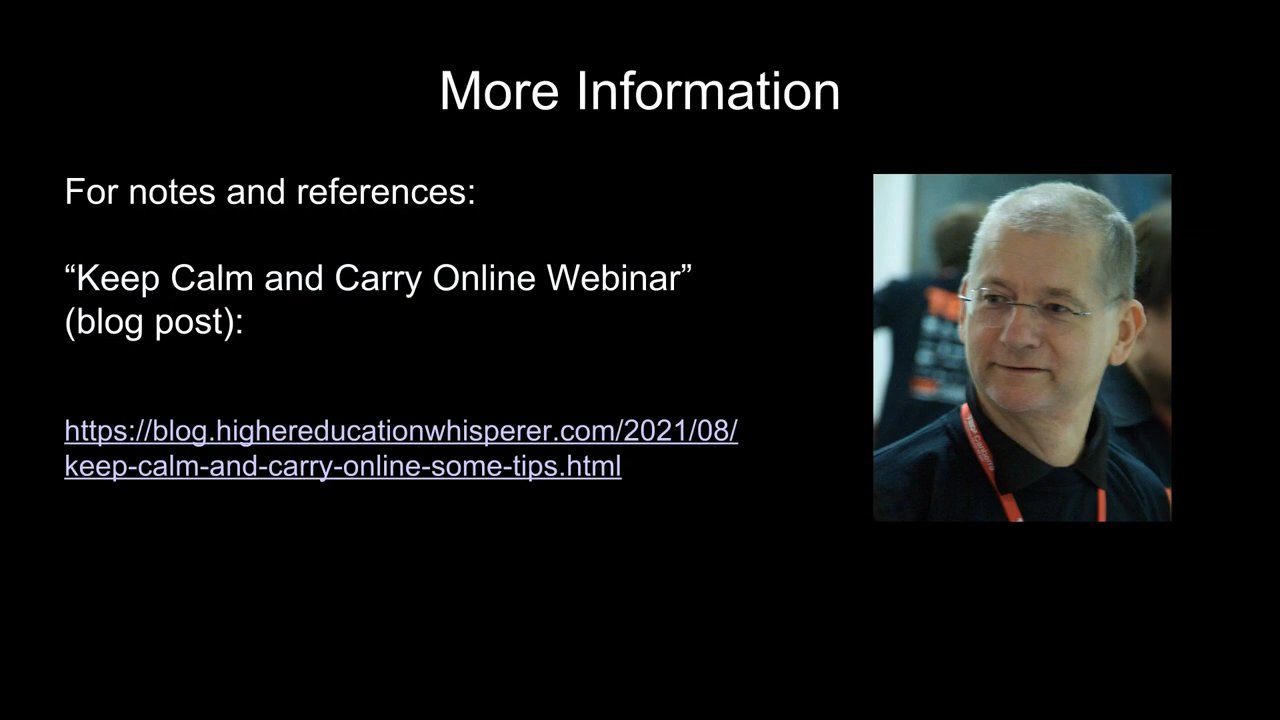 More Information
For notes and references:
“Keep Calm and Carry Online Webinar”
(blog post):
https://blog.highereducationwhisperer.com/2021/08/
keep-calm-and-carry-online-some-tips.html